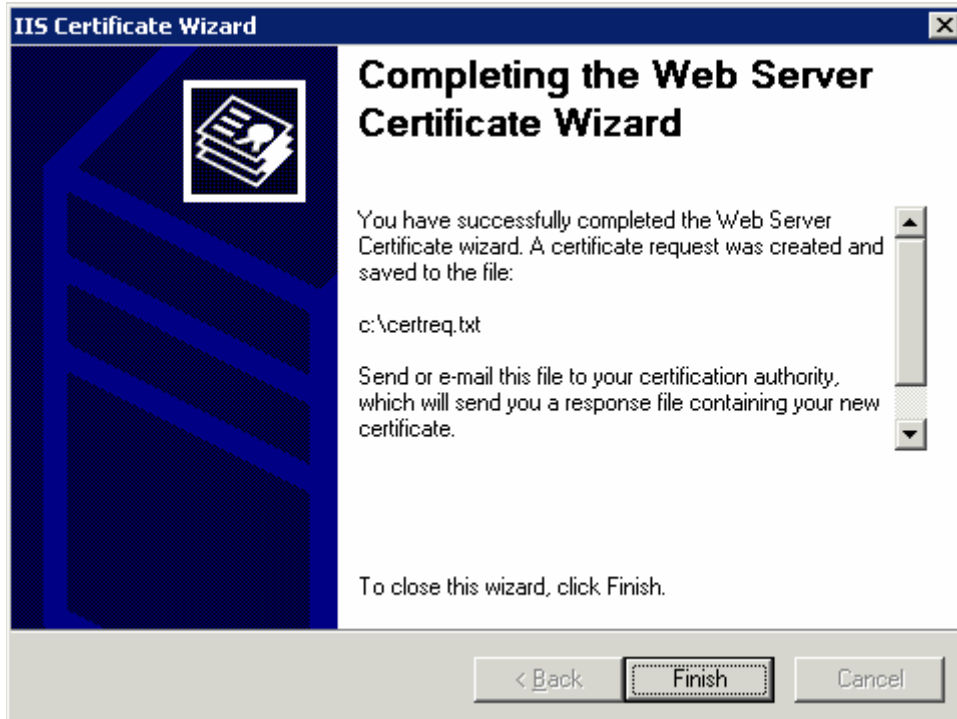 IIS Certificate Wizard
Completing the Web Server
Certificate Wizard
You have successfully completed the Web Server
Certificate wizard. A certificate request was created and
saved to the file:
c:\certreq.txt
Send or e-mail this file to your certification authority,
which will send you a response file containing your new
certificate.
To close this wizard, click Finish.
< Back
Finish
Cancel